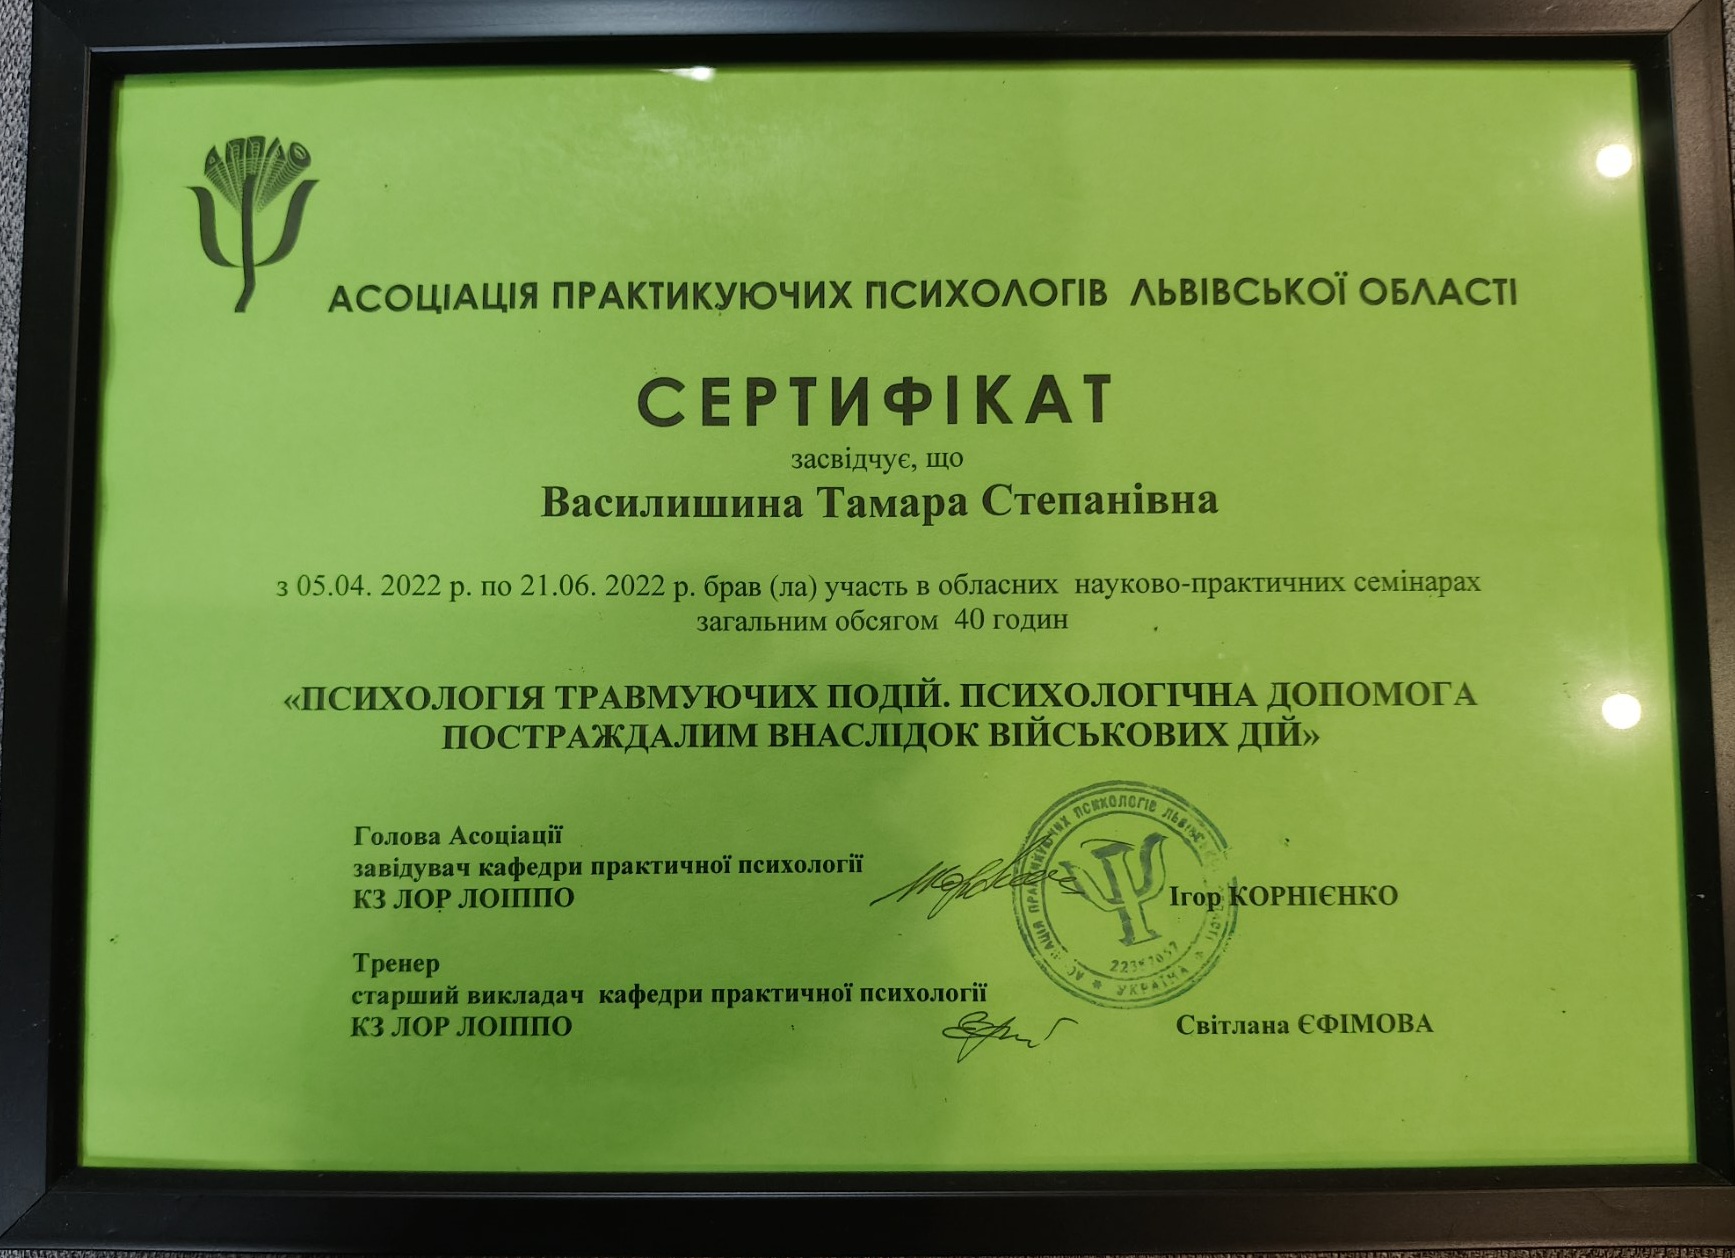 АСОЦІАЦІЯ ПРАКТИКУЮЧИХ ПСИХОЛОГІВ ЛЬВІВСЬКОЇ ОБЛАСТІ
СЕРТИФІКАТ
засвідчує, що
Василишина Тамара Степанівна
з 05.04. 2022 р. по 21.06. 2022 р. брав (ла) участь в обласних науково-практичних семінарах
загальним обсягом 40 годин
«ПСИХОЛОГІЯ ТРАВМУЮЧИХ ПОДІЙ. ПСИХОЛОГІЧНА ДОПОМОГА
ПОСТРАЖДАЛИМ ВНАСЛІДОК ВІЙСЬКОВИХ ДІЙ»
Голова Асоціації
завідувач кафедри практичної психології
КЗ ЛОР ЛОІППО
Ігор КОРНІЄНКО
Тренер
старший викладач кафедри практичної психології
КЗ ЛОР ЛОІППО
Світлана ЄФІМОВА
ПСИХОЛОГІВ
УКРАЇНА